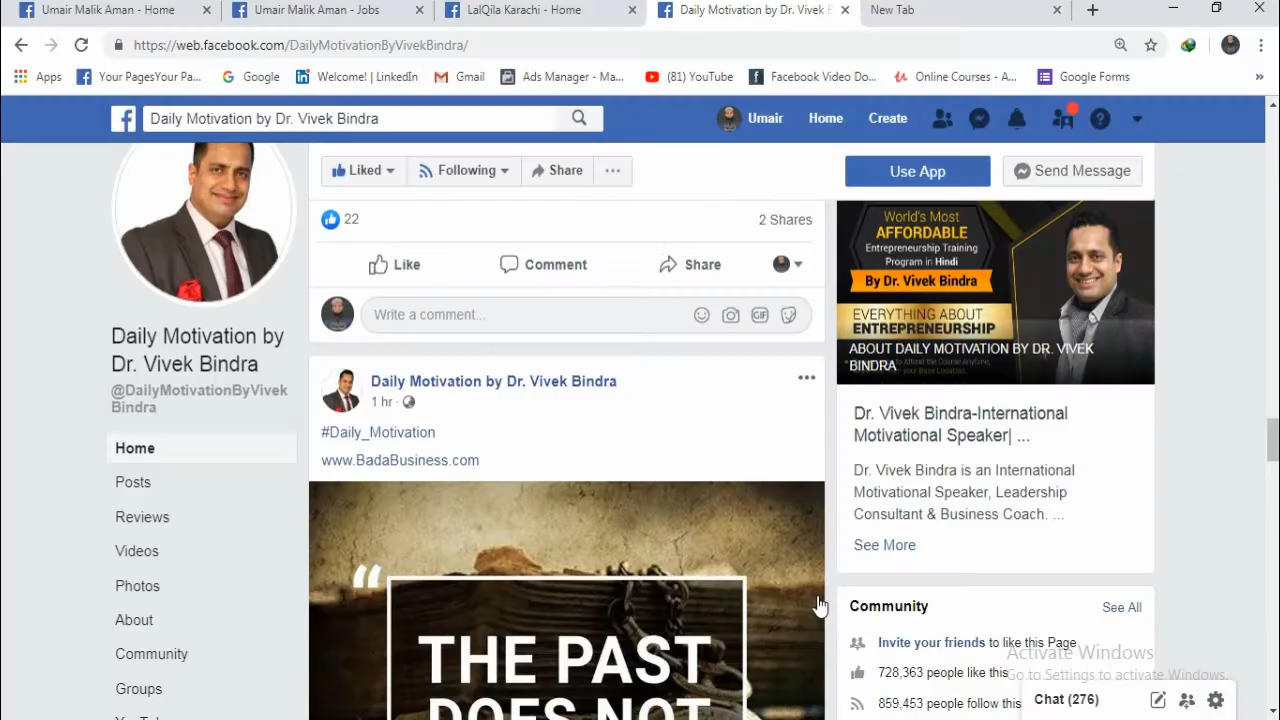 Umair Malik Aman - Home
Umair Malik Aman - Jobs
LalQila Karachi - Home
Daily Motivation by Dr. Vivek B
New Tab
https://web.facebook.com/DailyMotivationByVivekBindra/
Apps
Your PagesYour Pa...
Google
Welcome! | LinkedIn
Gmail
Ads Manager - Ma...
(81) YouTube
Facebook Video Do...
Online Courses - A...
Google Forms
Daily Motivation by Dr. Vivek Bindra
Umair
Home
Create
Liked
Following
Share
Use App
Send Message
22
2 Shares
Like
Comment
Share
Write a comment...
GIF
World's Most
AFFORDABLE
Entrepreneurship Training
Program in Hindi
By Dr. Vivek Bindra
EVERYTHING ABOUT
ENTREPRENEURSHIP
ABOUT DAILY MOTIVATION BY DR. VIVEK
BINDRA
Daily Motivation by
Dr. Vivek Bindra
@DailyMotivationByVivek
Bindra
Daily Motivation by Dr. Vivek Bindra
1 hr ·
#Daily_Motivation
www.BadaBusiness.com
Dr. Vivek Bindra-International
Motivational Speaker| ...
Dr. Vivek Bindra is an International
Motivational Speaker, Leadership
Consultant & Business Coach. ...
See More
Home
Posts
Reviews
Videos
Photos
About
Community
Groups
“
THE PAST
DOES NOT
Community
See All
Invite your friends to like this Page
728,363 people like this
859,453 people follow this
Activate Windows
Go to Settings to activate Windows.
Chat (276)